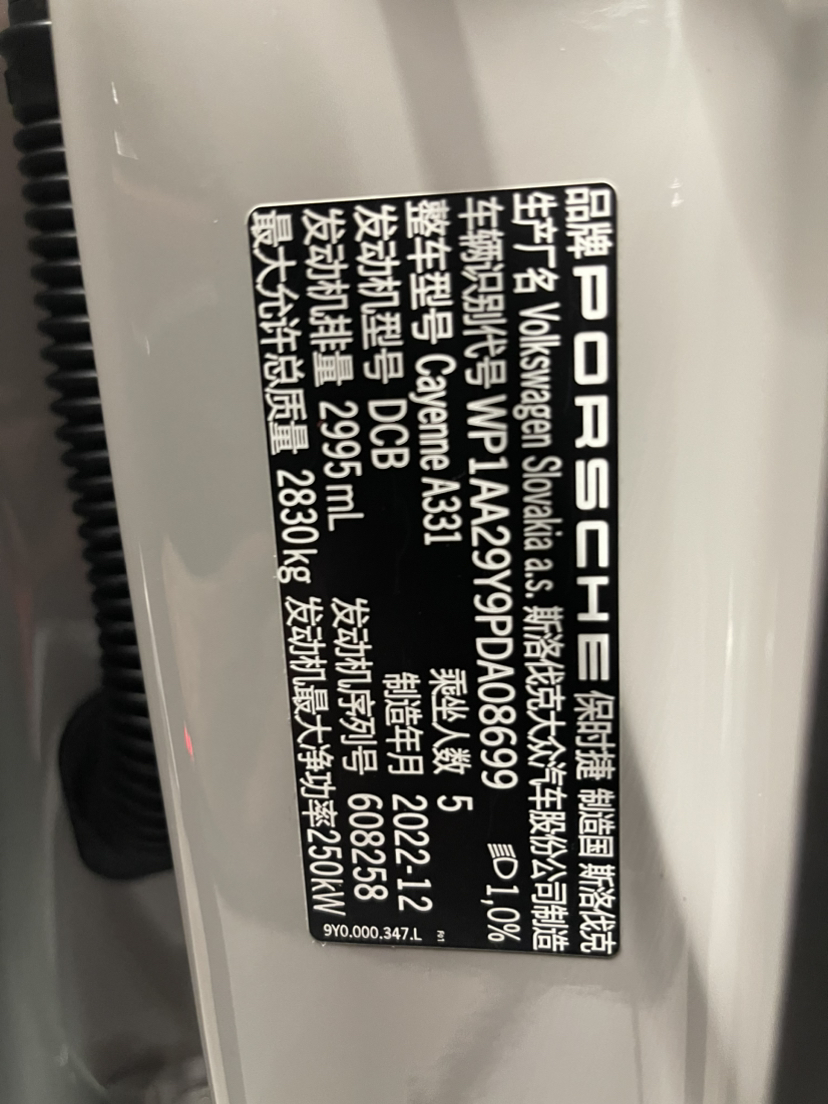 品牌 PORSCHE 保时捷 制造国 斯洛伐克
生产厂名 Volkswagen Slovakia a.s. 斯洛伐克大众汽车股份公司制造
车辆识别代号 WP1AA29Y9PDA08699 1,0%
整车型号 Cayenne A331 乘坐人数 5
发动机型号 DCB 制造年月 2022-12
发动机排量 2995 mL 发动机序列号 608258
最大允许总质量 2830 kg 发动机最大净功率250kW
9Y0.000.347.L